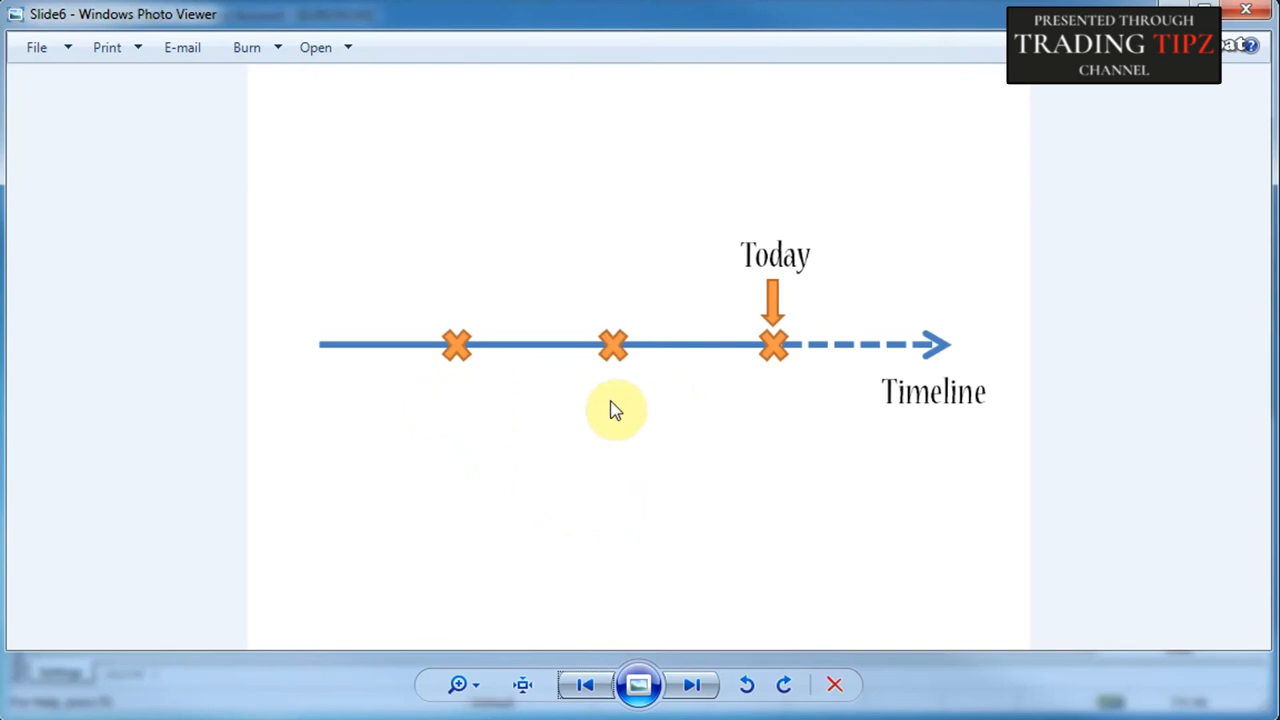 Slide6 - Windows Photo Viewer
File Print E-mail Burn Open
PRESENTED THROUGH
TRADING TIPZ
CHANNEL
Today
Timeline